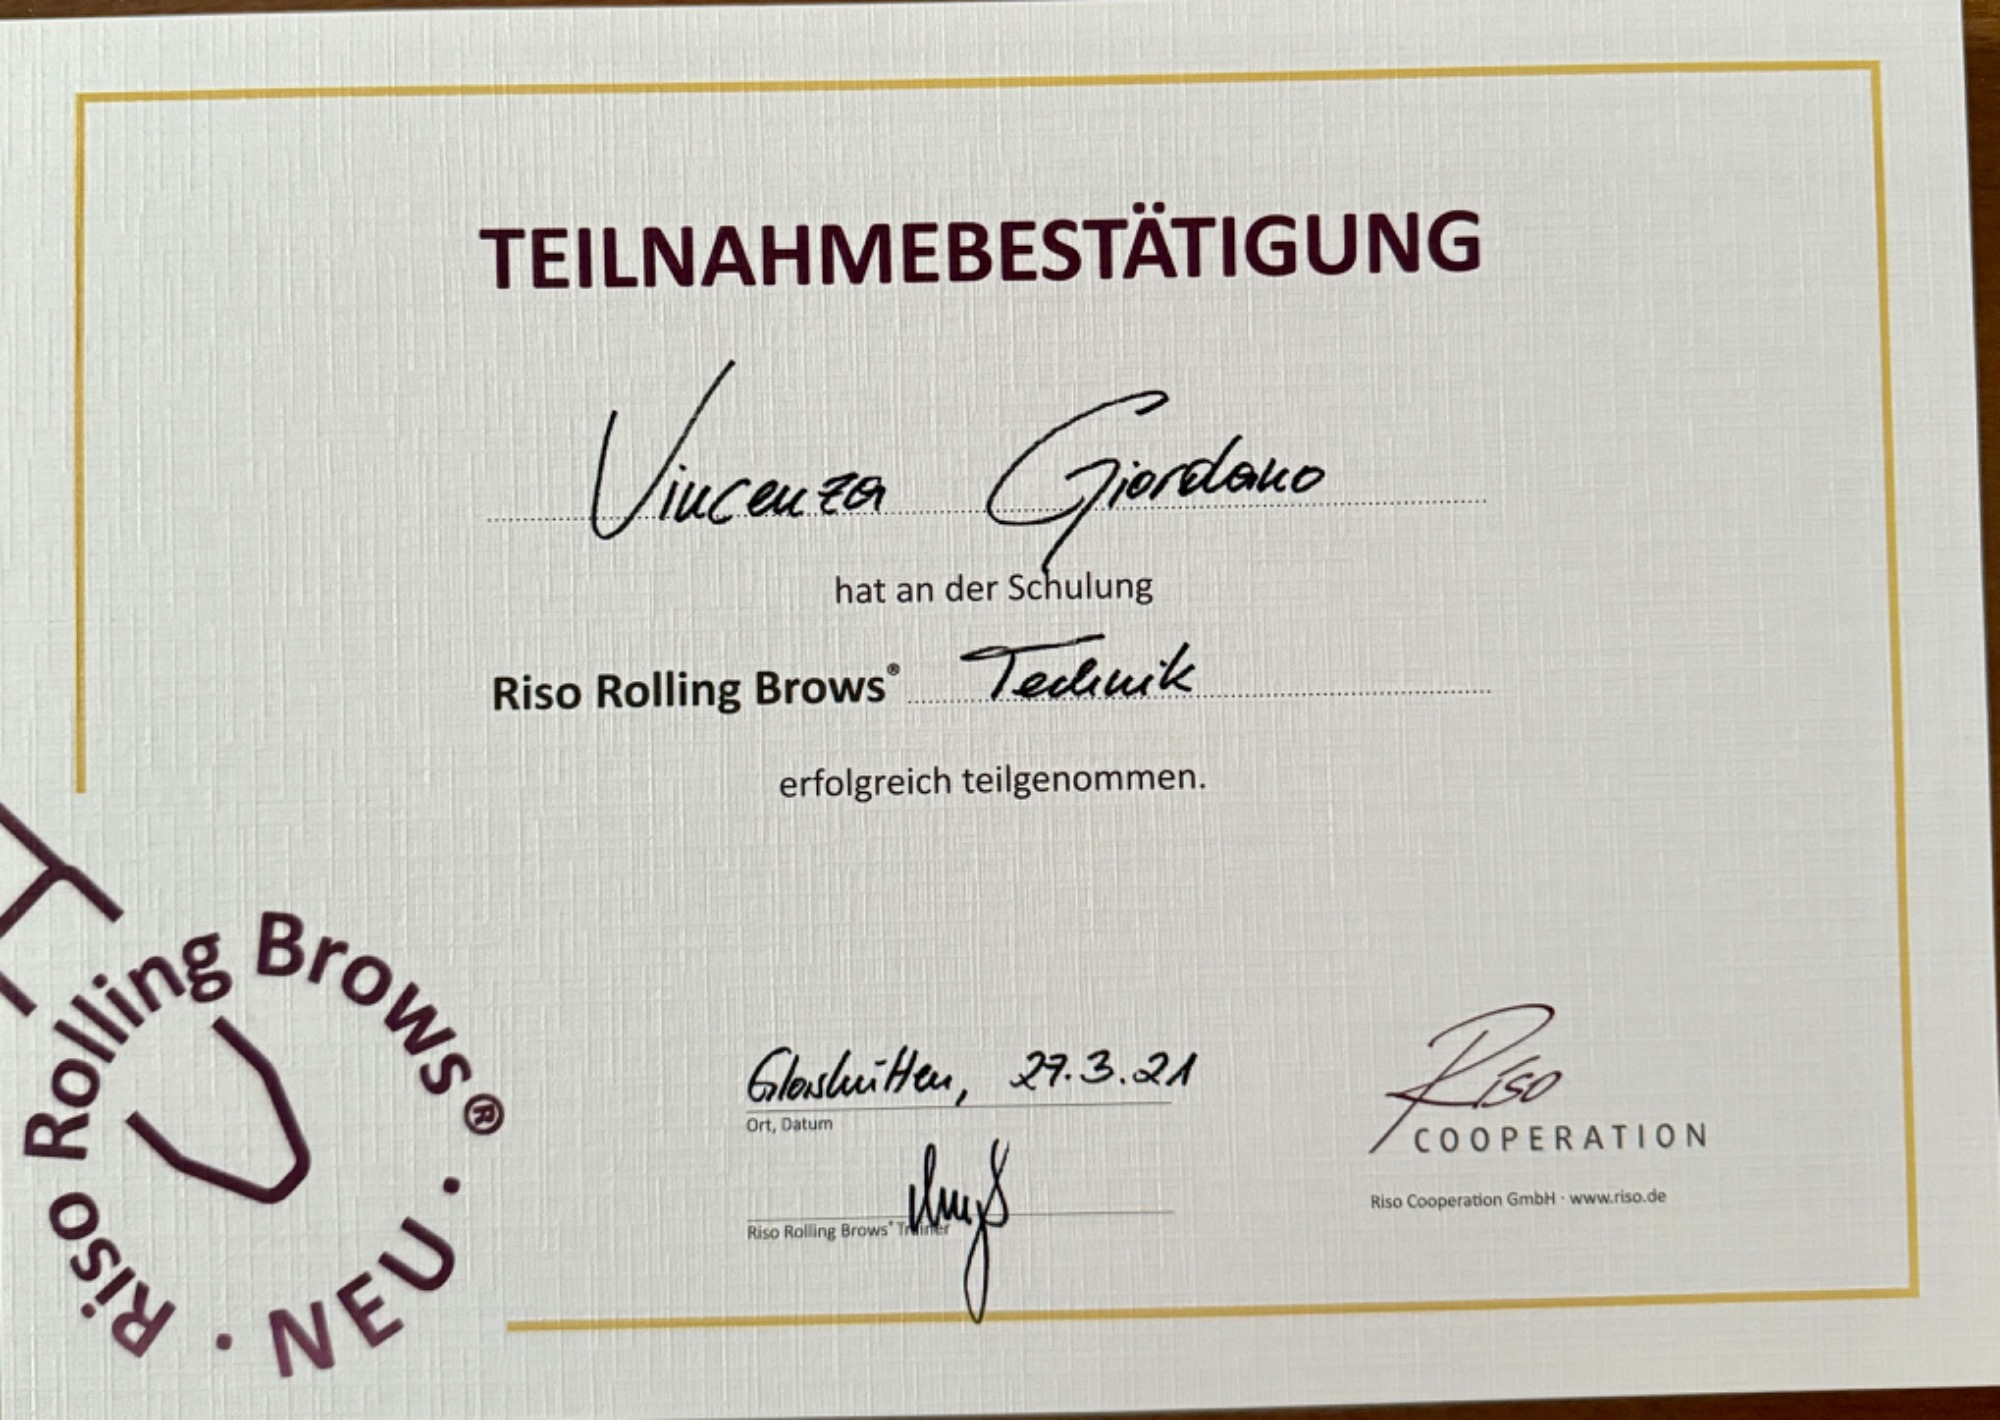 TEILNAHMEBESTÄTIGUNG
Vincenza Giordano
hat an der Schulung
Riso Rolling Brows® Technik
erfolgreich teilgenommen.
Riso Rolling Brows®
· NEU ·
Glashütten, 27.3.21
Ort, Datum
Riso Rolling Brows® Trainer
Riso
COOPERATION
Riso Cooperation GmbH · www.riso.de